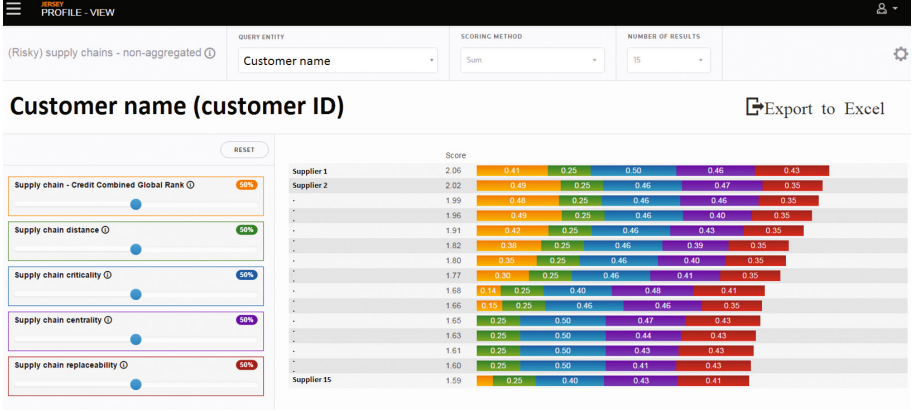 JERSEY
PROFILE - VIEW
(Risky) supply chains - non-aggregated
QUERY ENTITY
Customer name
SCORING METHOD
Sum
NUMBER OF RESULTS
15
Customer name (customer ID)
Export to Excel
RESET
Supply chain - Credit Combined Global Rank 50%
Supply chain distance 50%
Supply chain criticality 50%
Supply chain centrality 50%
Supply chain replaceability 50%
Score
Supplier 1 2.06 0.41 0.25 0.50 0.46 0.43
Supplier 2 2.02 0.49 0.25 0.46 0.47 0.35
. 1.99 0.48 0.25 0.46 0.46 0.35
. 1.96 0.49 0.25 0.46 0.40 0.35
. 1.91 0.42 0.25 0.46 0.43 0.35
. 1.82 0.38 0.25 0.46 0.39 0.35
. 1.80 0.35 0.25 0.46 0.40 0.35
. 1.77 0.30 0.25 0.46 0.41 0.35
. 1.68 0.14 0.25 0.40 0.48 0.41
. 1.66 0.15 0.25 0.46 0.46 0.35
. 1.65 0.25 0.50 0.47 0.43
. 1.63 0.25 0.50 0.44 0.43
. 1.61 0.25 0.50 0.43 0.43
. 1.60 0.25 0.50 0.41 0.43
Supplier 15 1.59 0.25 0.40 0.43 0.41